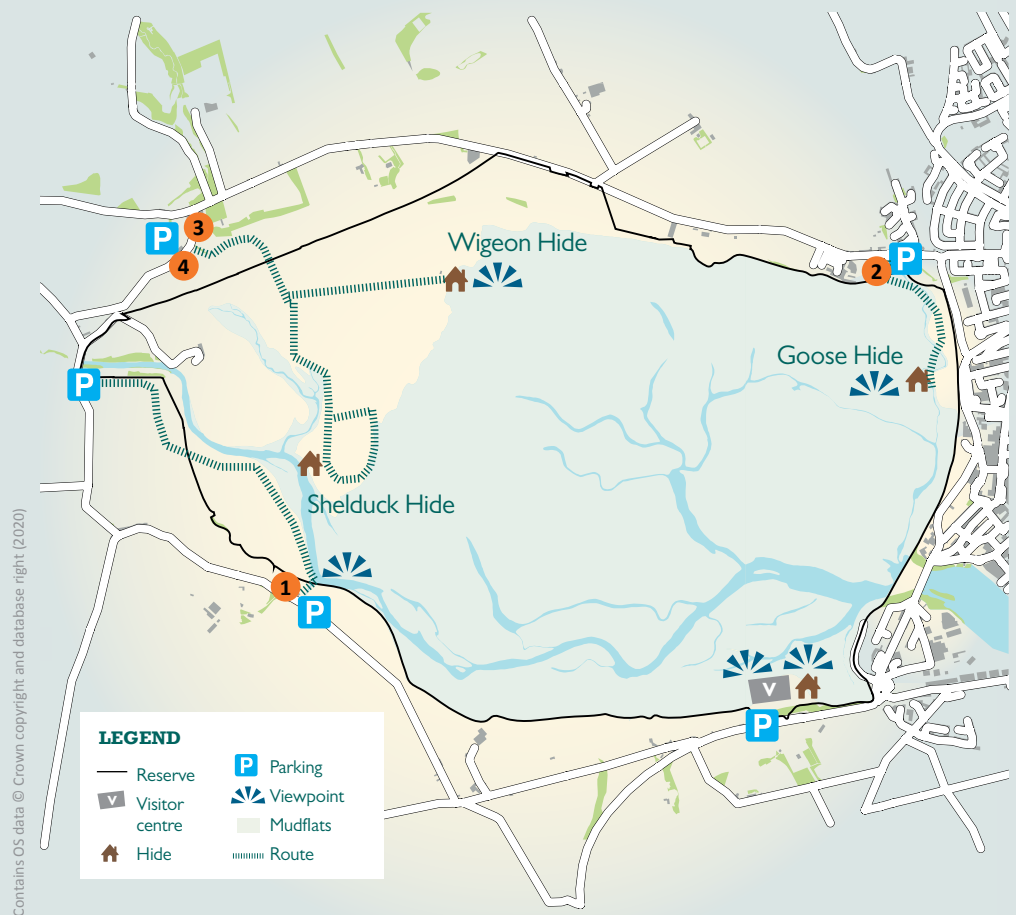 3
P
4
Wigeon Hide
2
P
Goose Hide
P
Shelduck Hide
1
P
V
P
LEGEND
Reserve
V Visitor
centre
Hide
P Parking
Viewpoint
Mudflats
Route
Contains OS data © Crown copyright and database right (2020)